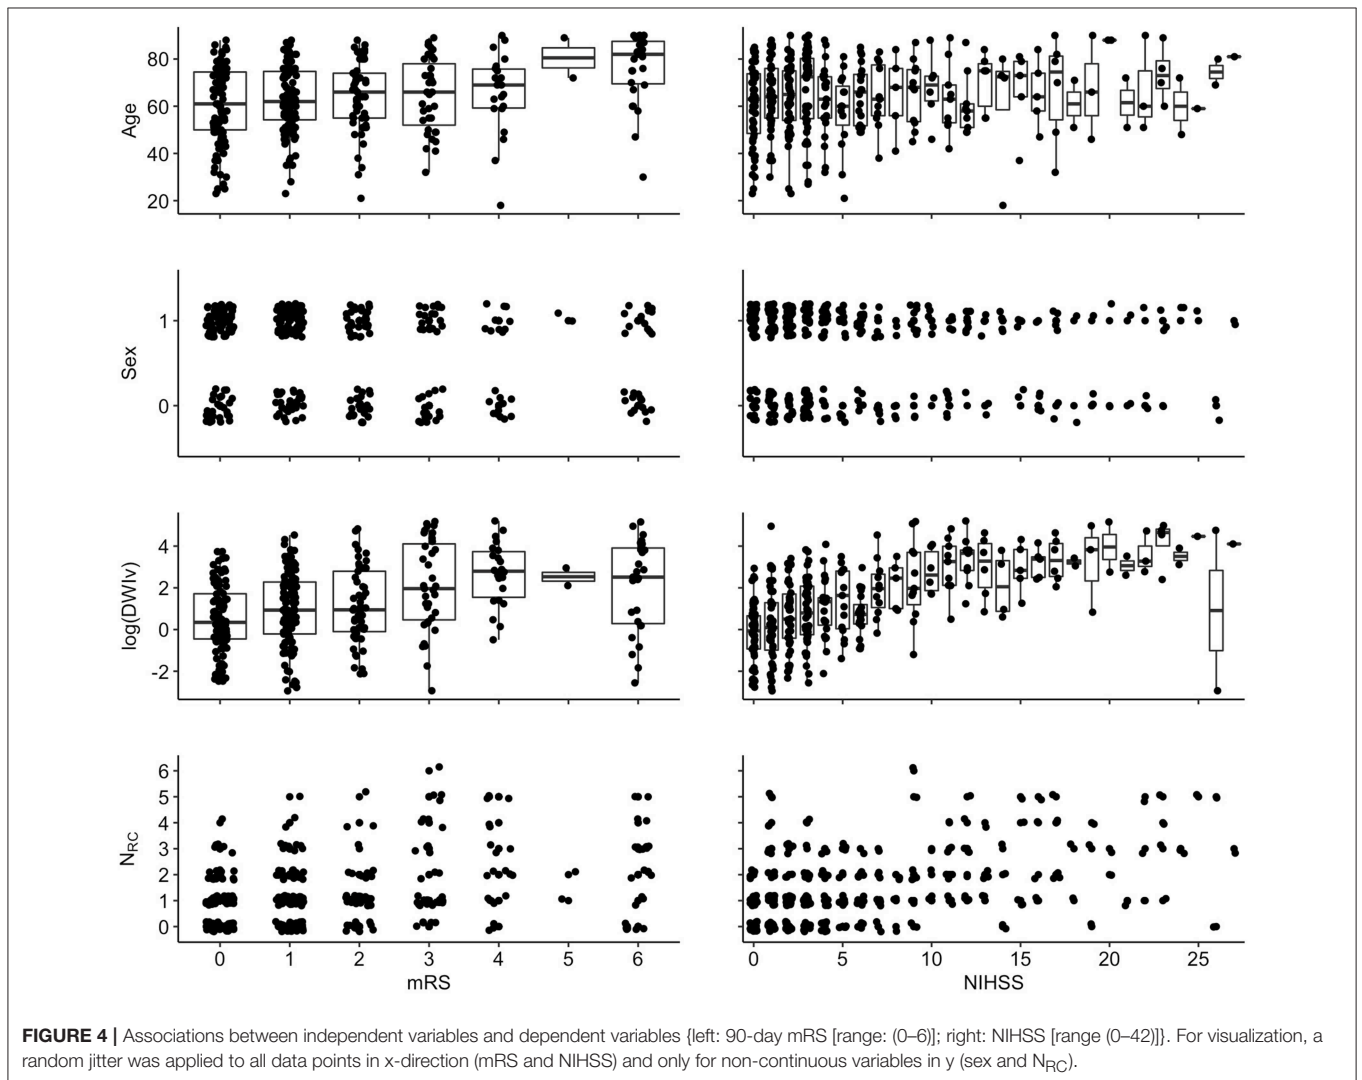 Age
80
60
40
20
Sex
1
0
log(DWIv)
4
2
0
-2
N_RC
6
5
4
3
2
1
0
0 1 2 3 4 5 6
mRS
0 5 10 15 20 25
NIHSS
FIGURE 4 | Associations between independent variables and dependent variables {left: 90-day mRS [range: (0–6)]; right: NIHSS [range (0–42)]}. For visualization, a
random jitter was applied to all data points in x-direction (mRS and NIHSS) and only for non-continuous variables in y (sex and N_RC).